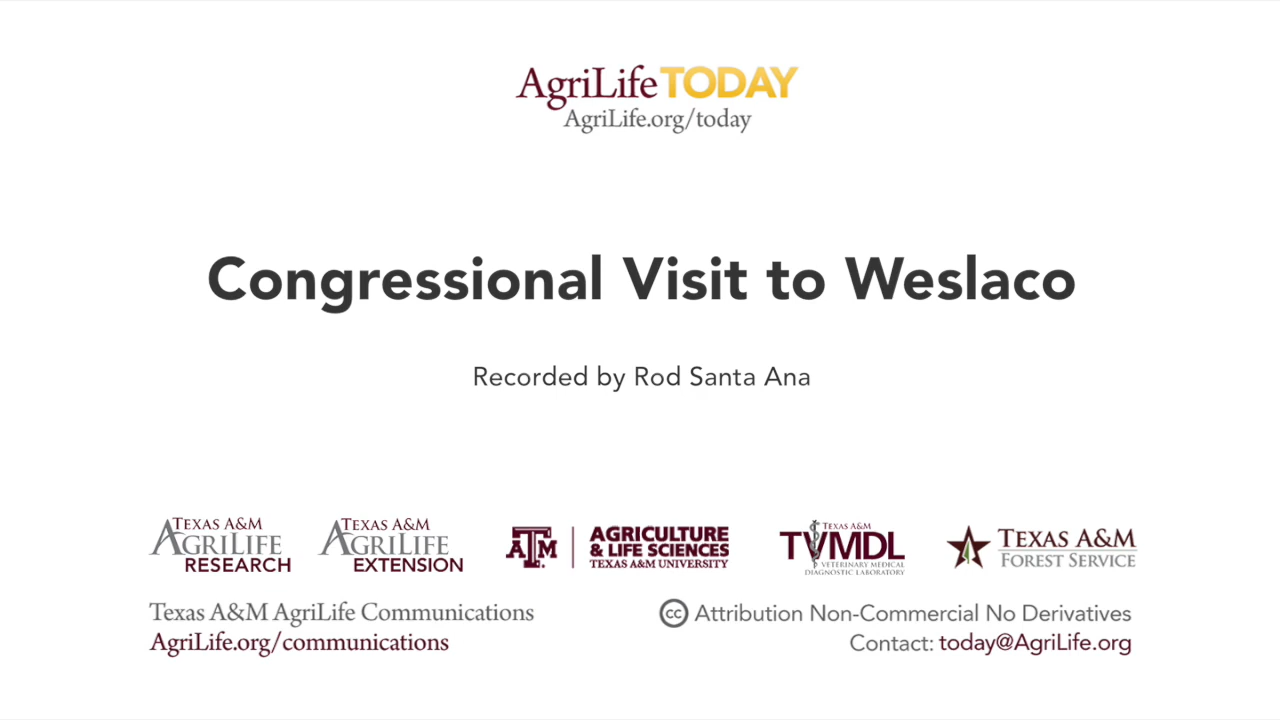 AgriLife TODAY
AgriLife.org/today
Congressional Visit to Weslaco
Recorded by Rod Santa Ana
TEXAS A&M
AGRILIFE
RESEARCH
TEXAS A&M
AGRILIFE
EXTENSION
ATM
AGRICULTURE
& LIFE SCIENCES
TEXAS A&M UNIVERSITY
TEXAS A&M
TVMDL
VETERINARY MEDICAL
DIAGNOSTIC LABORATORY
TEXAS A&M
FOREST SERVICE
Texas A&M AgriLife Communications
AgriLife.org/communications
cc Attribution Non-Commercial No Derivatives
Contact: today@AgriLife.org